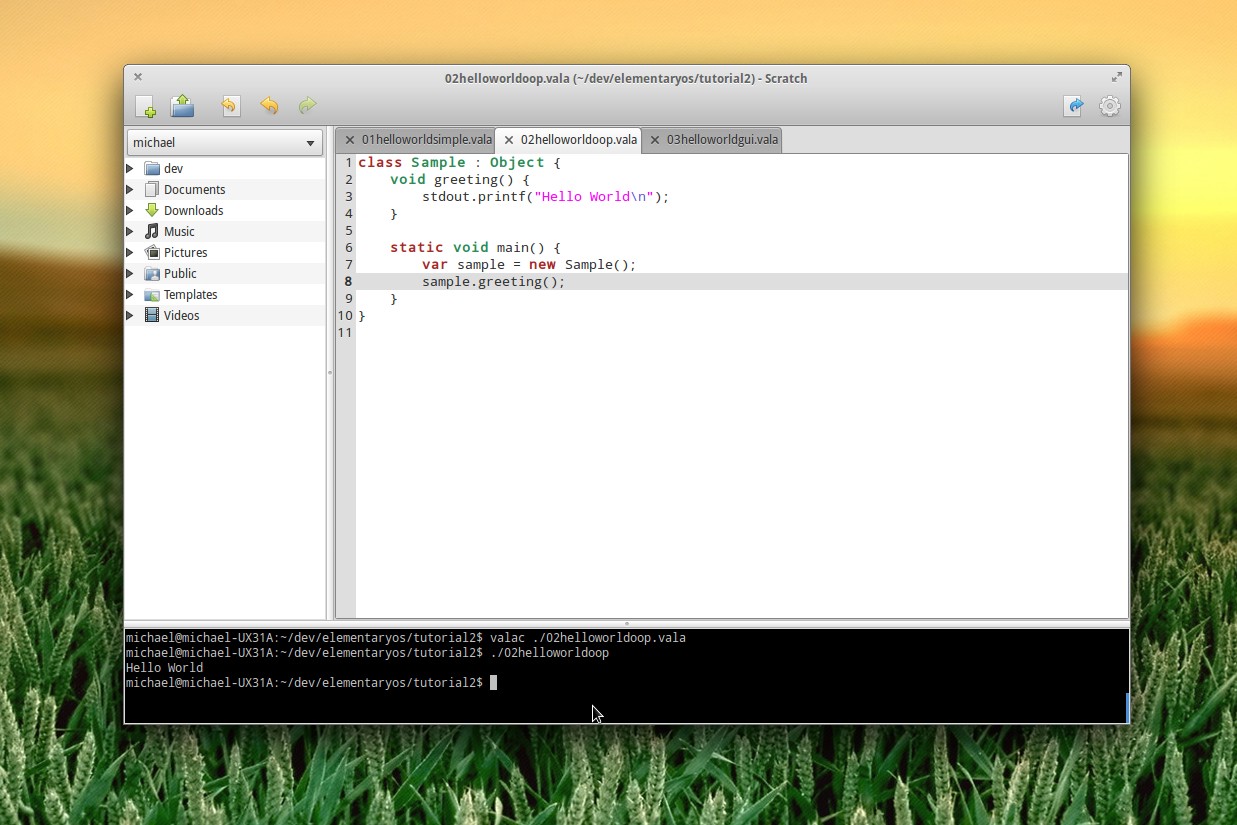 02helloworldoop.vala (~/dev/elementaryos/tutorial2) - Scratch
michael
dev
Documents
Downloads
Music
Pictures
Public
Templates
Videos
01helloworldsimple.vala
02helloworldoop.vala
03helloworldgui.vala
1 class Sample : Object {
2     void greeting() {
3         stdout.printf("Hello World\n");
4     }
5
6     static void main() {
7         var sample = new Sample();
8         sample.greeting();
9     }
10 }
11
michael@michael-UX31A:~/dev/elementaryos/tutorial2$ valac ./02helloworldoop.vala
michael@michael-UX31A:~/dev/elementaryos/tutorial2$ ./02helloworldoop
Hello World
michael@michael-UX31A:~/dev/elementaryos/tutorial2$